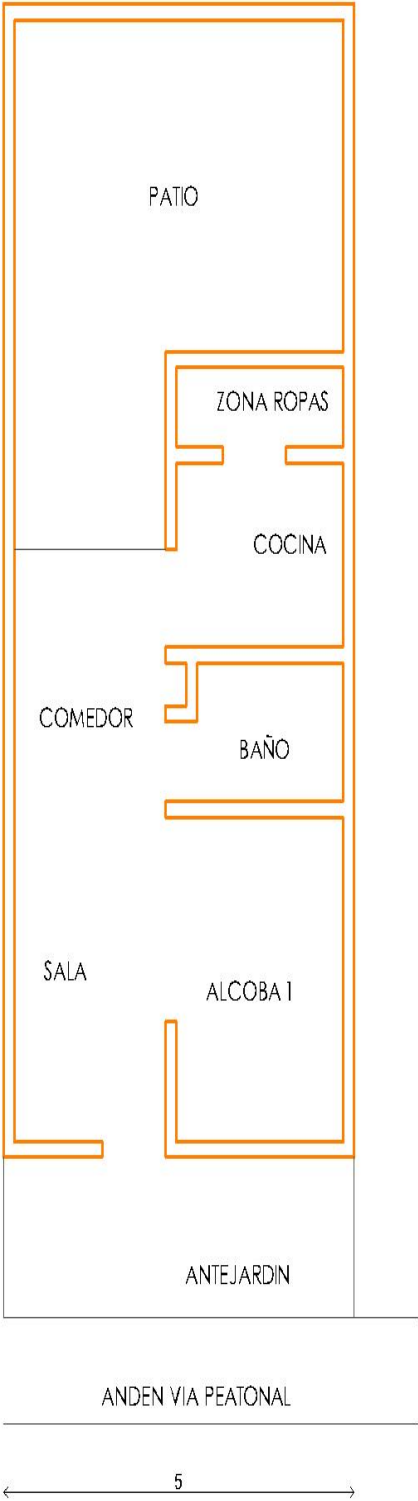 PATIO
ZONA ROPAS
COCINA
COMEDOR
BAÑO
SALA
ALCOBA 1
ANTEJARDIN
ANDEN VIA PEATONAL
5